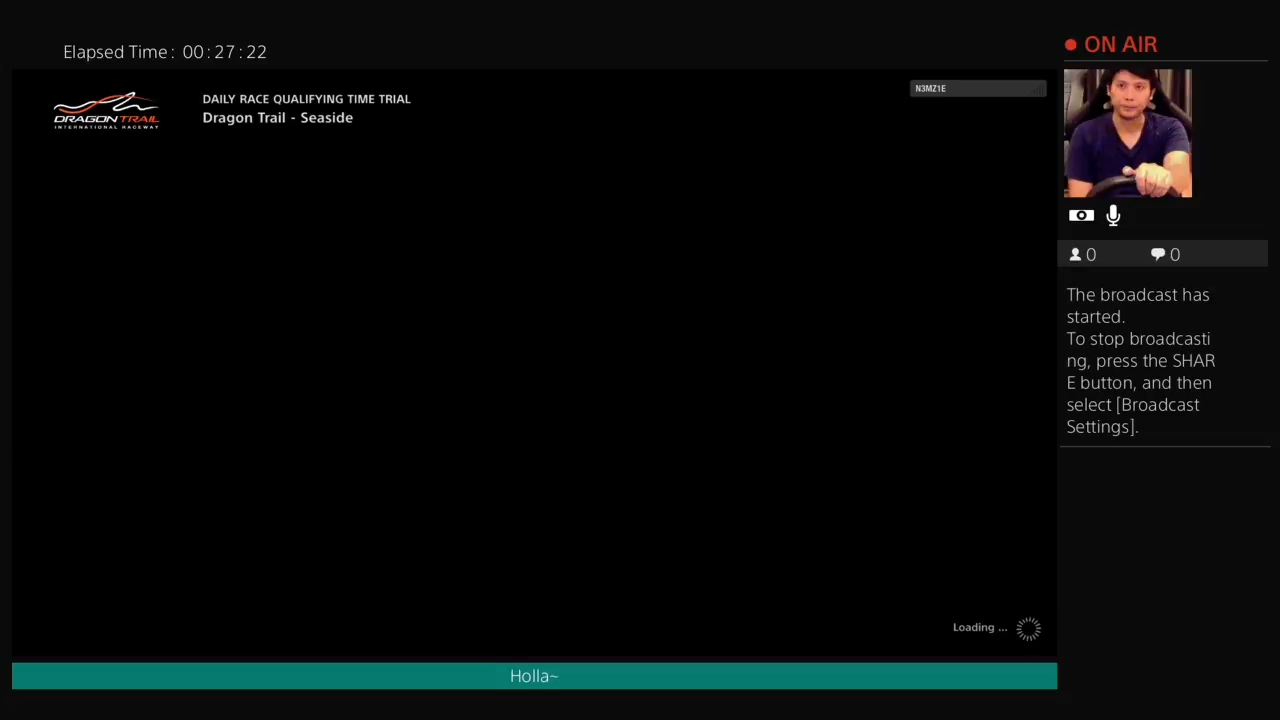 Elapsed Time: 00:27:22
ON AIR
DRAGON TRAIL
INTERNATIONAL RACEWAY
DAILY RACE QUALIFYING TIME TRIAL
Dragon Trail - Seaside
N3MZ1E
0
0
The broadcast has
started.
To stop broadcasti
ng, press the SHAR
E button, and then
select [Broadcast
Settings].
Loading ...
Holla~